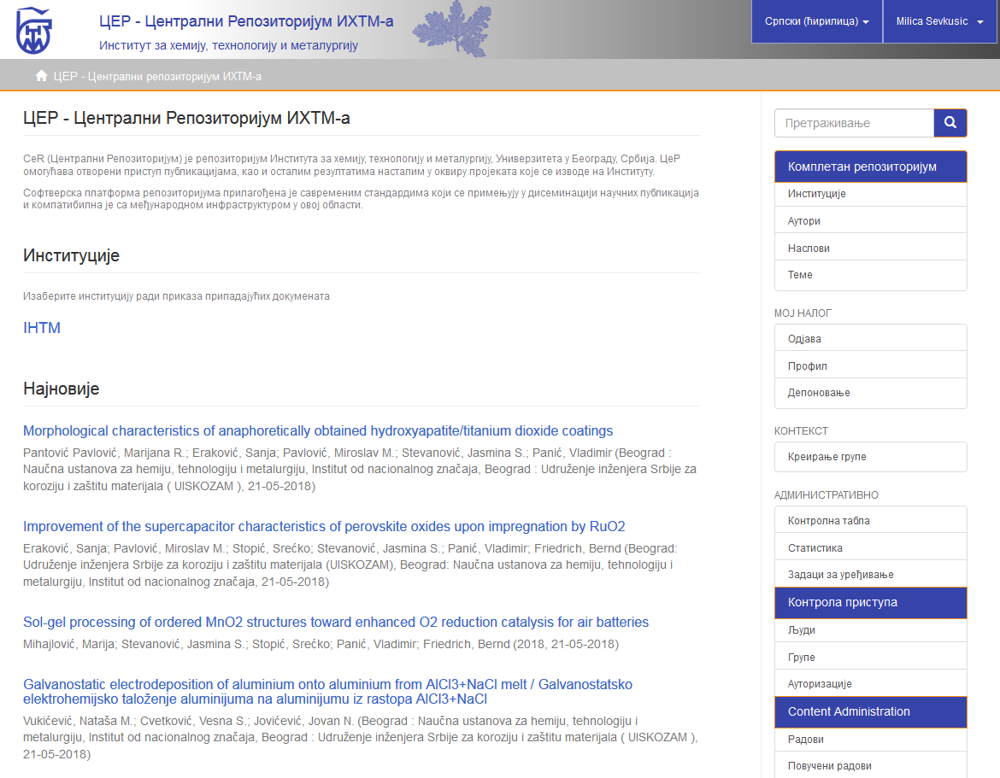 ЦЕР - Централни Репозиторијум ИХТМ-а
Институт за хемију, технологију и металургију
Српски (ћирилица)
Milica Sevkusic
ЦЕР - Централни репозиторијум ИХТМ-а
ЦЕР - Централни Репозиторијум ИХТМ-а
CeR (Централни Репозиторијум) је репозиторијум Института за хемију, технологију и металургију, Универзитета у Београду, Србија. ЦеР
омогућава отворени приступ публикацијама, као и осталим резултатима насталим у оквиру пројеката које се изводе на Институту.
Софтверска платформа репозиторијума прилагођена је савременим стандардима који се примењују у дисеминацији научних публикација
и компатибилна је са међународном инфраструктуром у овој области.
Институције
Изаберите институцију ради приказа припадајућих докумената
IHTM
Најновије
Morphological characteristics of anaphoretically obtained hydroxyapatite/titanium dioxide coatings
Pantović Pavlović, Marijana R.; Eraković, Sanja; Pavlović, Miroslav M.; Stevanović, Jasmina S.; Panić, Vladimir (Beograd :
Naučna ustanova za hemiju, tehnologiju i metalurgiju, Institut od nacionalnog značaja, Beograd : Udruženje inženjera Srbije za
koroziju i zaštitu materijala ( UISKOZAM ), 21-05-2018)
Improvement of the supercapacitor characteristics of perovskite oxides upon impregnation by RuO2
Eraković, Sanja; Pavlović, Miroslav M.; Stopić, Srećko; Stevanović, Jasmina S.; Panić, Vladimir; Friedrich, Bernd (Beograd:
Udruženje inženjera Srbije za koroziju i zaštitu materijala (UISKOZAM), Beograd: Naučna ustanova za hemiju, tehnologiju i
metalurgiju, Institut od nacionalnog značaja, 21-05-2018)
Sol-gel processing of ordered MnO2 structures toward enhanced O2 reduction catalysis for air batteries
Mihajlović, Marija; Stevanović, Jasmina S.; Stopić, Srećko; Panić, Vladimir; Friedrich, Bernd (2018, 21-05-2018)
Galvanostatic electrodeposition of aluminium onto aluminium from AlCl3+NaCl melt / Galvanostatsko
elektrohemijsko taloženje aluminijuma na aluminijumu iz rastopa AlCl3+NaCl
Vukićević, Nataša M.; Cvetković, Vesna S.; Jovićević, Jovan N. (Beograd : Naučna ustanova za hemiju, tehnologiju i
metalurgiju, Institut od nacionalnog značaja, Beograd : Udruženje inženjera Srbije za koroziju i zaštitu materijala ( UISKOZAM ),
21-05-2018)
Претраживање
Комплетан репозиторијум
Институције
Аутори
Наслови
Теме
МОЈ НАЛОГ
Одјава
Профил
Депоновање
КОНТЕКСТ
Креирање групе
АДМИНИСТРАТИВНО
Контролна табла
Статистика
Задаци за уређивање
Контрола приступа
Људи
Групе
Ауторизације
Content Administration
Радови
Повучени радови